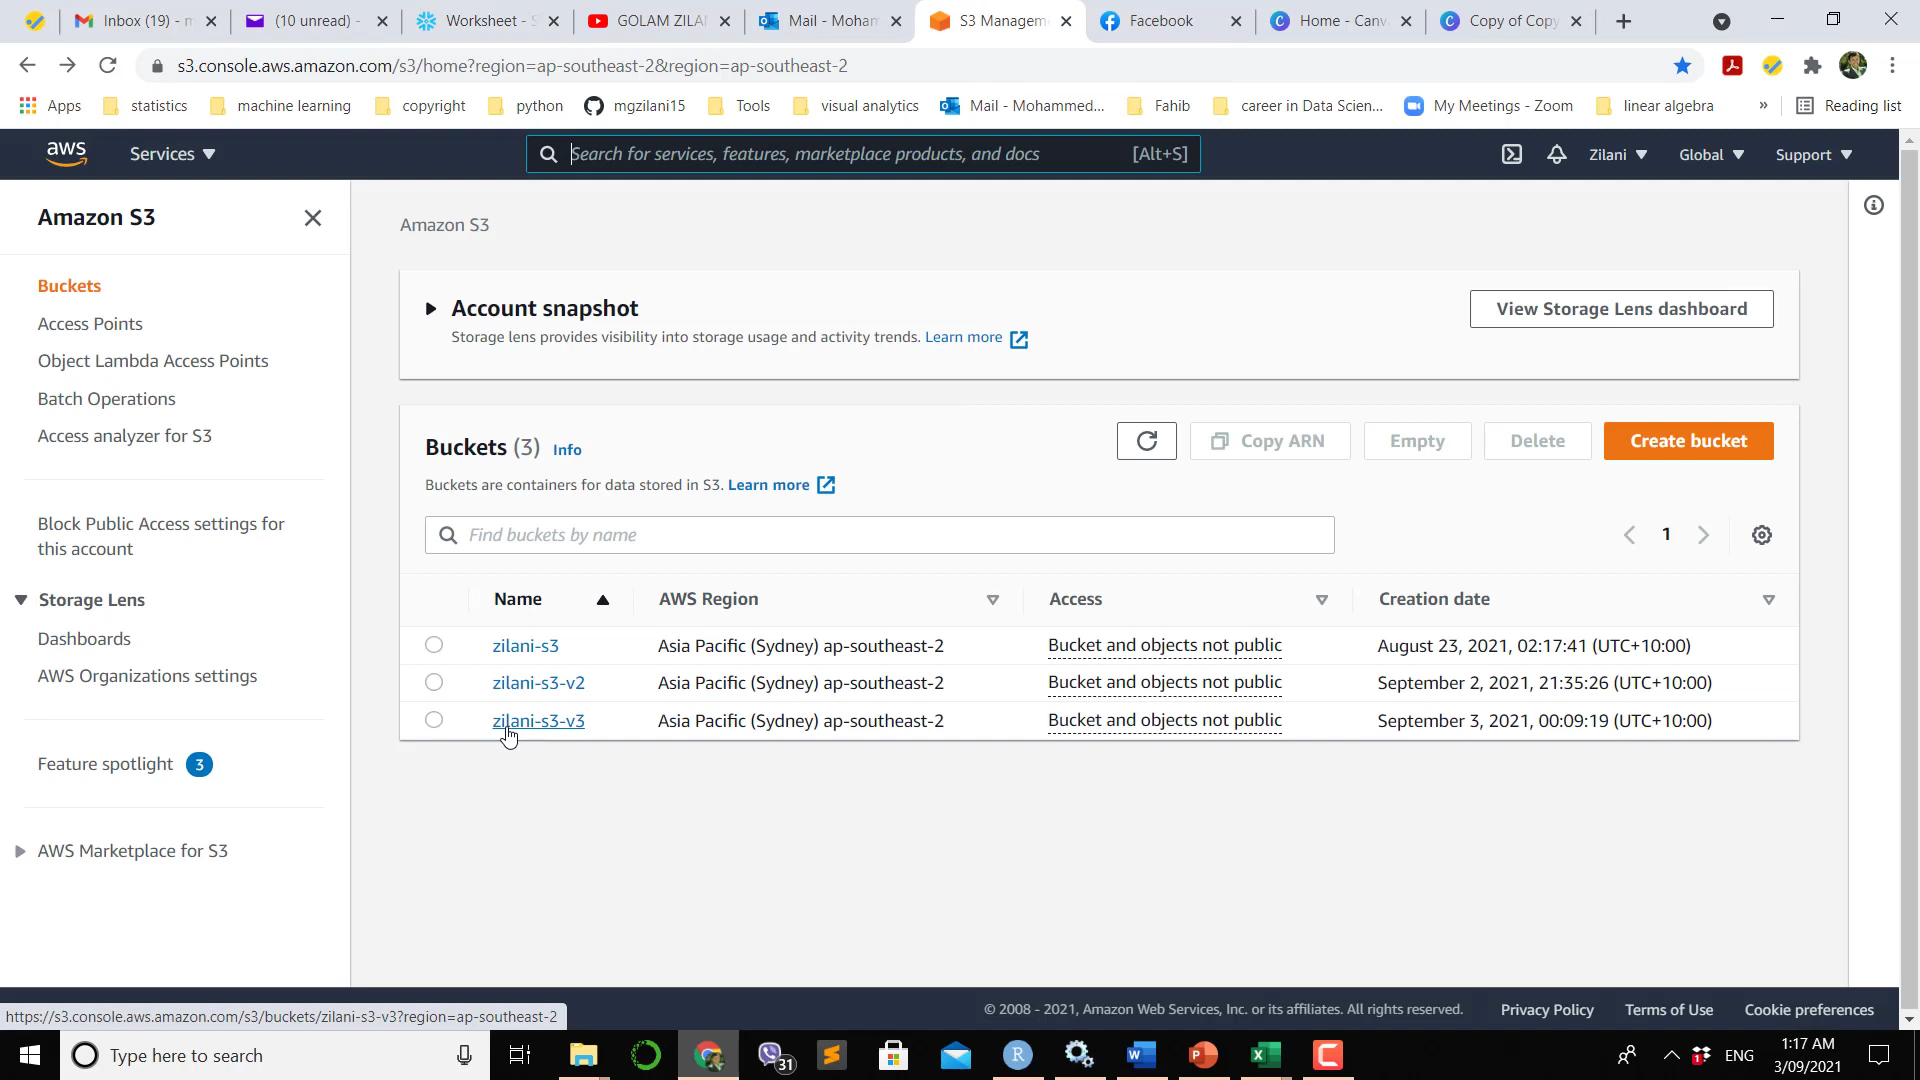 Inbox (19) - m
(10 unread) -
Worksheet - S
GOLAM ZILAN
Mail - Moham
S3 Managem
Facebook
Home - Canva
Copy of Copy
s3.console.aws.amazon.com/s3/home?region=ap-southeast-2&region=ap-southeast-2
Apps
statistics
machine learning
copyright
python
mgzilani15
Tools
visual analytics
Mail - Mohammed...
Fahib
career in Data Scien...
My Meetings - Zoom
linear algebra
»
Reading list
aws
Services
Search for services, features, marketplace products, and docs
[Alt+S]
Zilani
Global
Support
Amazon S3
Buckets
Access Points
Object Lambda Access Points
Batch Operations
Access analyzer for S3
Block Public Access settings for
this account
Storage Lens
Dashboards
AWS Organizations settings
Feature spotlight 3
AWS Marketplace for S3
Amazon S3
Account snapshot
Storage lens provides visibility into storage usage and activity trends. Learn more
View Storage Lens dashboard
Buckets (3) Info
Buckets are containers for data stored in S3. Learn more
Copy ARN
Empty
Delete
Create bucket
Find buckets by name
1
Name AWS Region Access Creation date
zilani-s3 Asia Pacific (Sydney) ap-southeast-2 Bucket and objects not public August 23, 2021, 02:17:41 (UTC+10:00)
zilani-s3-v2 Asia Pacific (Sydney) ap-southeast-2 Bucket and objects not public September 2, 2021, 21:35:26 (UTC+10:00)
zilani-s3-v3 Asia Pacific (Sydney) ap-southeast-2 Bucket and objects not public September 3, 2021, 00:09:19 (UTC+10:00)
https://s3.console.aws.amazon.com/s3/buckets/zilani-s3-v3?region=ap-southeast-2
© 2008 - 2021, Amazon Web Services, Inc. or its affiliates. All rights reserved.
Privacy Policy
Terms of Use
Cookie preferences
Type here to search
31
R
W
P
X
C
1
ENG
1:17 AM
3/09/2021